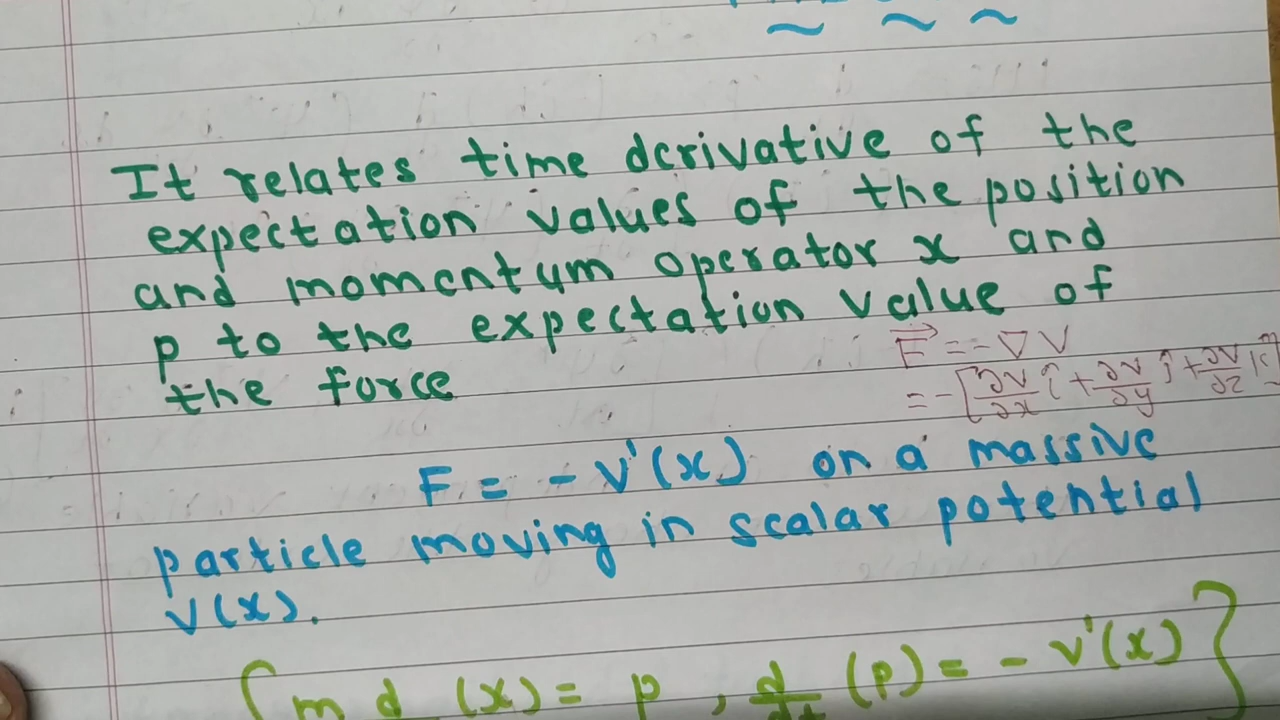 It relates time derivative of the
expectation values of the position
and momentum operator x and
p to the expectation value of
the force
F⃗ = -∇V
= -[∂V/∂x î + ∂V/∂y ĵ + ∂V/∂z k̂]
F = - V'(x) on a massive
particle moving in scalar potential
V(x).
{ m d (x) = p , d/dt (p) = - V'(x) }